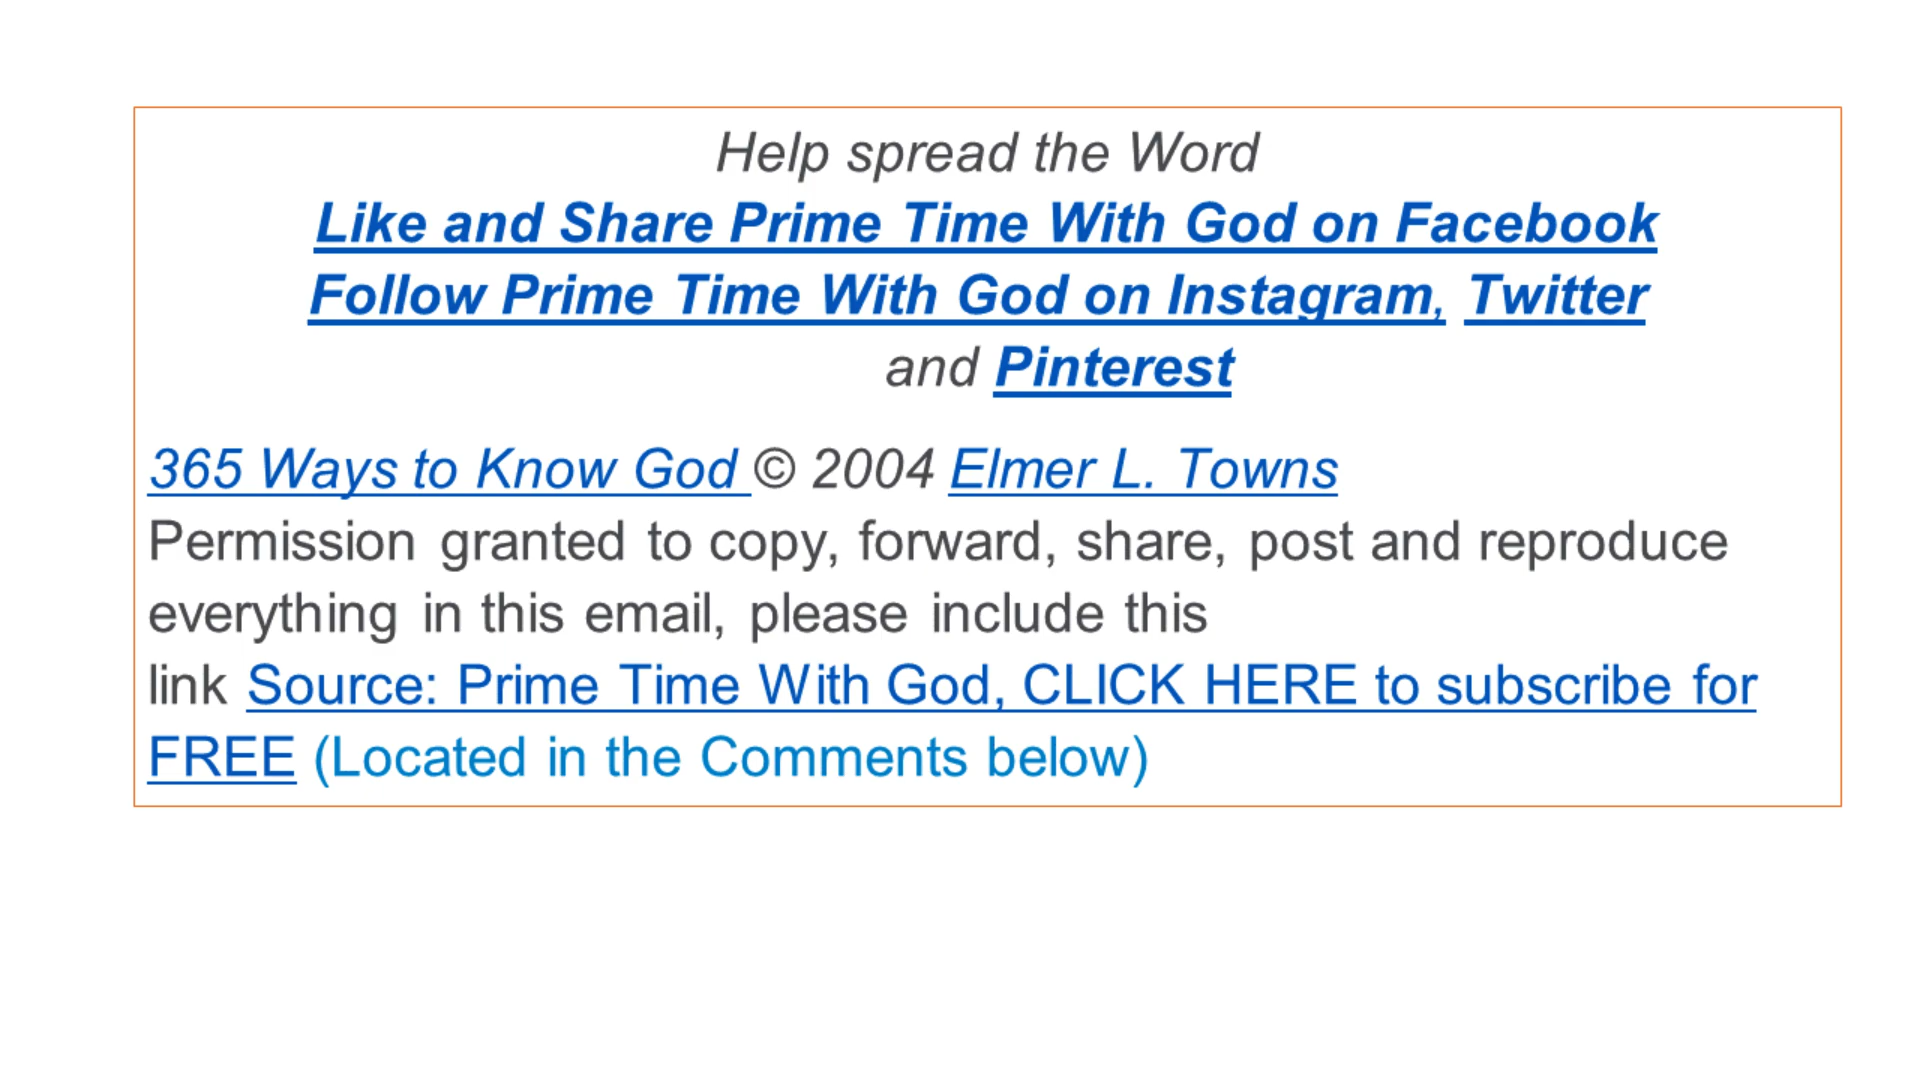 Help spread the Word
Like and Share Prime Time With God on Facebook
Follow Prime Time With God on Instagram, Twitter
and Pinterest
365 Ways to Know God © 2004 Elmer L. Towns
Permission granted to copy, forward, share, post and reproduce
everything in this email, please include this
link Source: Prime Time With God, CLICK HERE to subscribe for
FREE (Located in the Comments below)